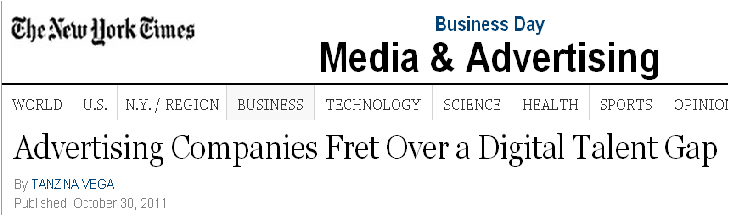 The New York Times
Business Day
Media & Advertising
WORLD U.S. N.Y. / REGION BUSINESS TECHNOLOGY SCIENCE HEALTH SPORTS OPINIO
Advertising Companies Fret Over a Digital Talent Gap
By TANZINA VEGA
Published: October 30, 2011